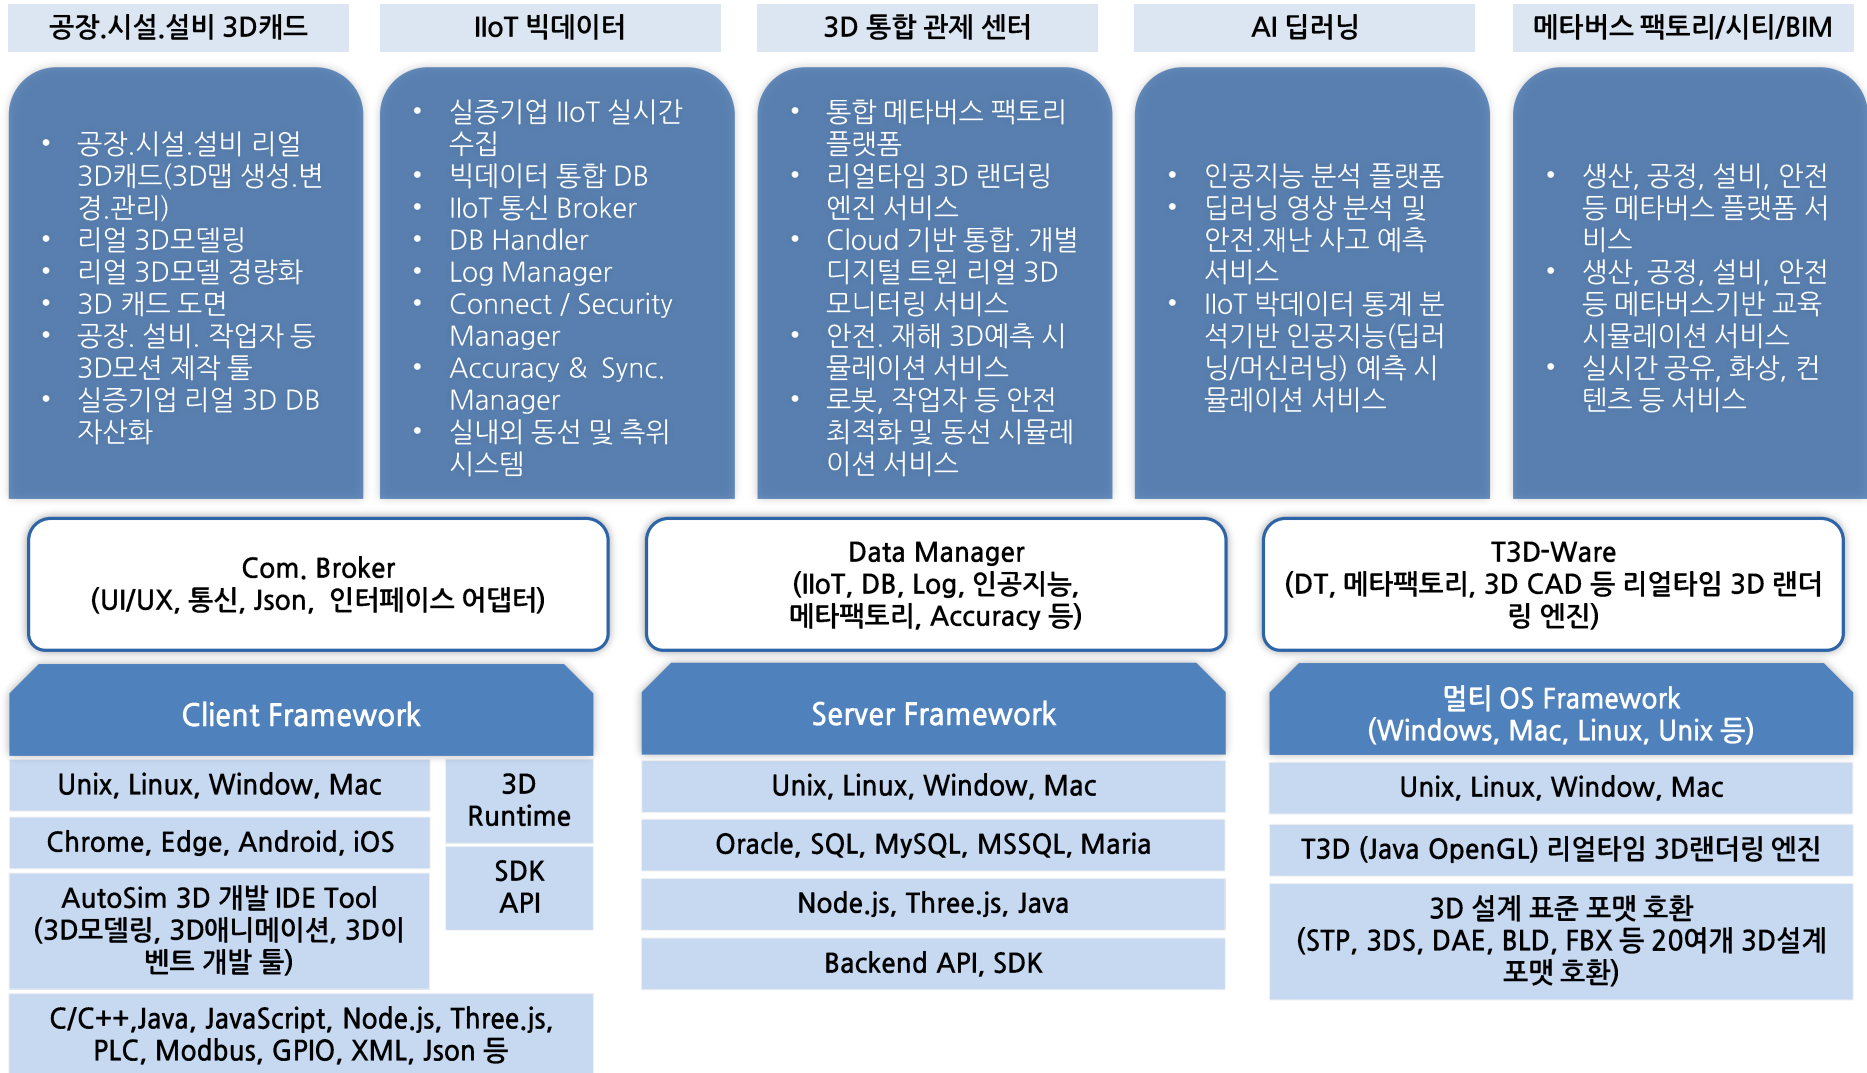 공장.시설.설비 3D캐드
IIoT 빅데이터
3D 통합 관제 센터
AI 딥러닝
메타버스 팩토리/시티/BIM
• 공장.시설.설비 리얼
3D캐드(3D맵 생성.변
경.관리)
• 리얼 3D모델링
• 리얼 3D모델 경량화
• 3D 캐드 도면
• 공장. 설비. 작업자 등
3D모션 제작 툴
• 실증기업 리얼 3D DB
자산화
• 실증기업 IIoT 실시간
수집
• 빅데이터 통합 DB
• IIoT 통신 Broker
• DB Handler
• Log Manager
• Connect / Security
Manager
• Accuracy & Sync.
Manager
• 실내외 동선 및 측위
시스템
• 통합 메타버스 팩토리
플랫폼
• 리얼타임 3D 랜더링
엔진 서비스
• Cloud 기반 통합. 개별
디지털 트윈 리얼 3D
모니터링 서비스
• 안전. 재해 3D예측 시
뮬레이션 서비스
• 로봇, 작업자 등 안전
최적화 및 동선 시뮬레
이션 서비스
• 인공지능 분석 플랫폼
• 딥러닝 영상 분석 및
안전.재난 사고 예측
서비스
• IIoT 박데이터 통계 분
석기반 인공지능(딥러
닝/머신러닝) 예측 시
뮬레이션 서비스
• 생산, 공정, 설비, 안전
등 메타버스 플랫폼 서
비스
• 생산, 공정, 설비, 안전
등 메타버스기반 교육
시뮬레이션 서비스
• 실시간 공유, 화상, 컨
텐츠 등 서비스
Com. Broker
(UI/UX, 통신, Json, 인터페이스 어댑터)
Data Manager
(IIoT, DB, Log, 인공지능,
메타팩토리, Accuracy 등)
T3D-Ware
(DT, 메타팩토리, 3D CAD 등 리얼타임 3D 랜더
링 엔진)
Client Framework
Unix, Linux, Window, Mac
Chrome, Edge, Android, iOS
AutoSim 3D 개발 IDE Tool
(3D모델링, 3D애니메이션, 3D이
벤트 개발 툴)
3D
Runtime
SDK
API
C/C++,Java, JavaScript, Node.js, Three.js,
PLC, Modbus, GPIO, XML, Json 등
Server Framework
Unix, Linux, Window, Mac
Oracle, SQL, MySQL, MSSQL, Maria
Node.js, Three.js, Java
Backend API, SDK
멀티 OS Framework
(Windows, Mac, Linux, Unix 등)
Unix, Linux, Window, Mac
T3D (Java OpenGL) 리얼타임 3D랜더링 엔진
3D 설계 표준 포맷 호환
(STP, 3DS, DAE, BLD, FBX 등 20여개 3D설계
포맷 호환)